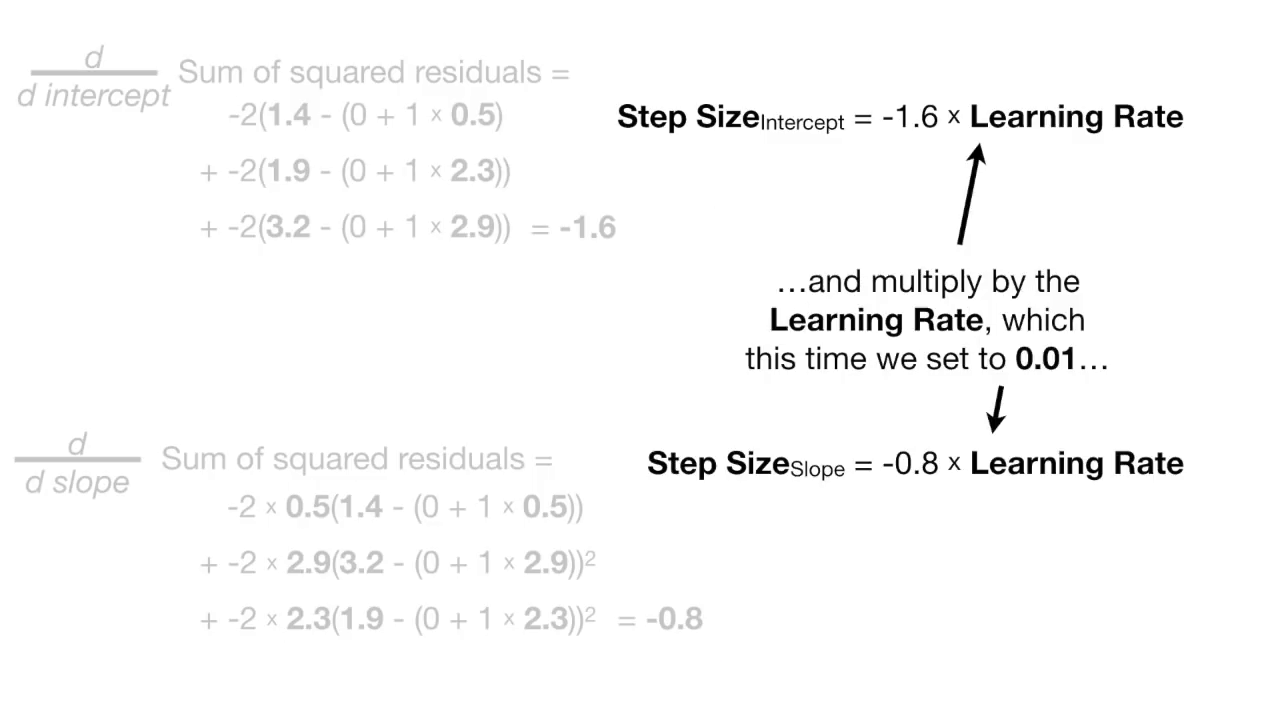 d
d intercept
Sum of squared residuals =
-2(1.4 - (0 + 1 × 0.5)
+ -2(1.9 - (0 + 1 × 2.3))
+ -2(3.2 - (0 + 1 × 2.9)) = -1.6
Step SizeIntercept = -1.6 × Learning Rate
…and multiply by the
Learning Rate, which
this time we set to 0.01…
Step SizeSlope = -0.8 × Learning Rate
d
d slope
Sum of squared residuals =
-2 × 0.5(1.4 - (0 + 1 × 0.5))
+ -2 × 2.9(3.2 - (0 + 1 × 2.9))²
+ -2 × 2.3(1.9 - (0 + 1 × 2.3))² = -0.8